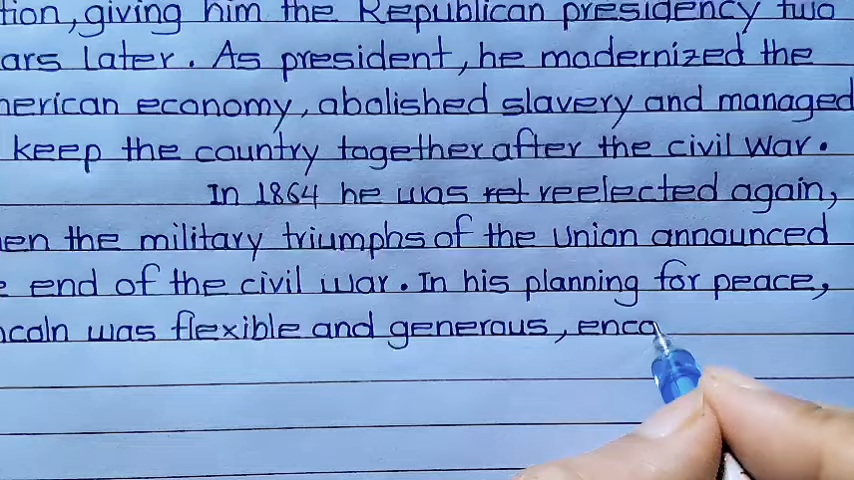 tion, giving him the Republican presidency two
ars later. As president, he modernized the
merican economy, abolished slavery and managed
keep the country together after the civil war.
In 1864 he was ret reelected again,
hen the military triumphs of the Union announced
e end of the civil war. In his planning for peace,
ncoln was flexible and generous, enco